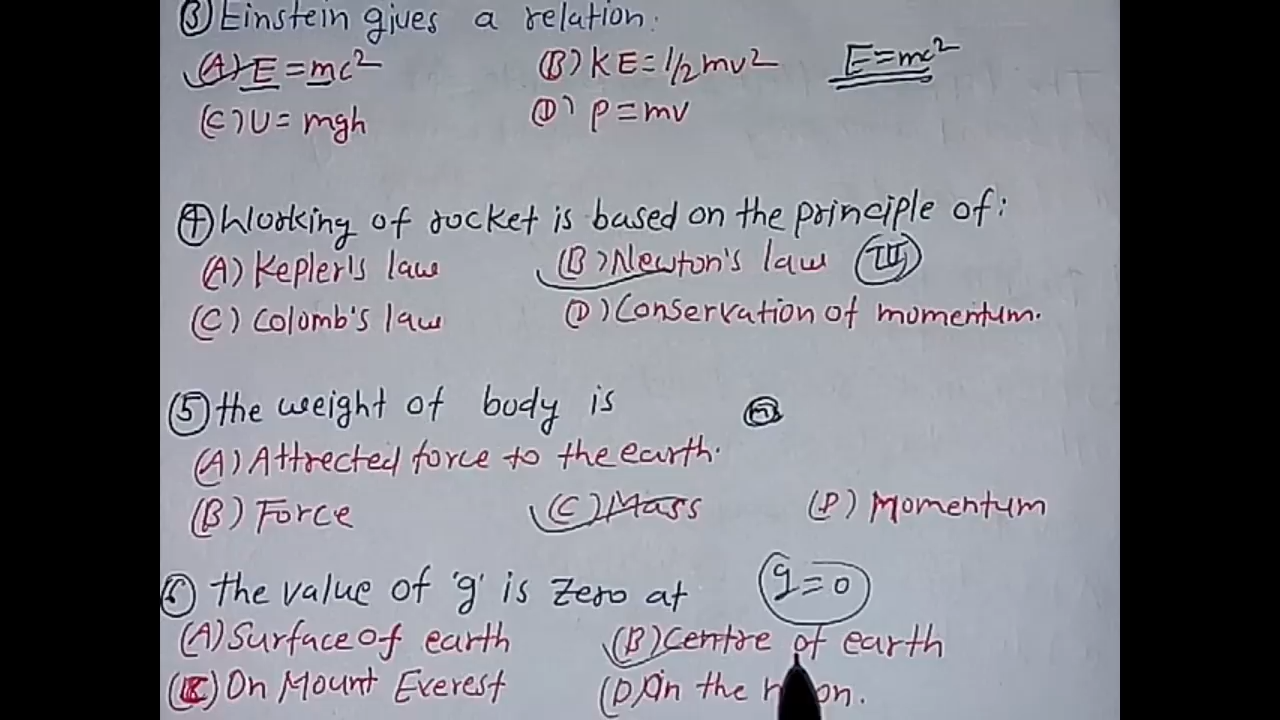 (3) Einstein gives a relation:
(A) E = mc² (B) KE = 1/2 mv² E = mc²
(C) U = mgh (D) P = mv
(4) Working of rocket is based on the principle of:
(A) Kepler's law (B) Newton's law (III)
(C) Colomb's law (D) Conservation of momentum.
(5) the weight of body is m
(A) Attrected force to the earth.
(B) Force (C) Mass (D) Momentum
(6) the value of 'g' is zero at g = 0
(A) Surface of earth (B) Centre of earth
(C) On Mount Everest (D) On the